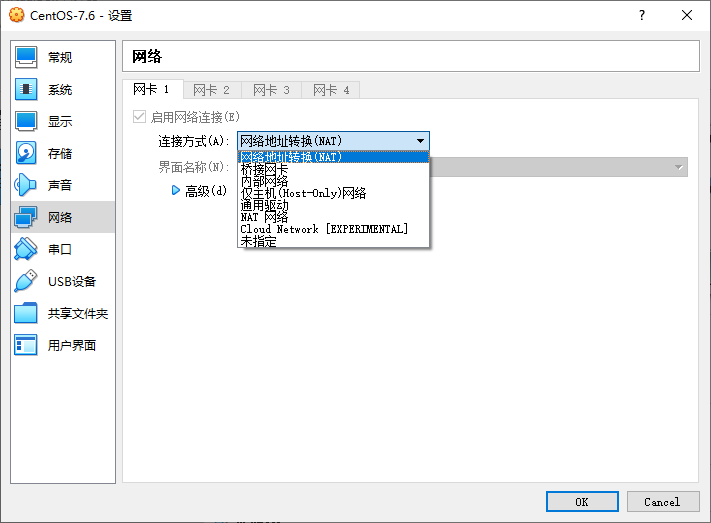 CentOS-7.6 - 设置
?
常规
系统
显示
存储
声音
网络
串口
USB设备
共享文件夹
用户界面
网络
网卡 1
网卡 2
网卡 3
网卡 4
启用网络连接(E)
连接方式(A): 网络地址转换(NAT)
网络地址转换(NAT)
桥接网卡
内部网络
仅主机(Host-Only)网络
通用驱动
NAT 网络
Cloud Network [EXPERIMENTAL]
未指定
界面名称(N):
高级(d)
OK
Cancel